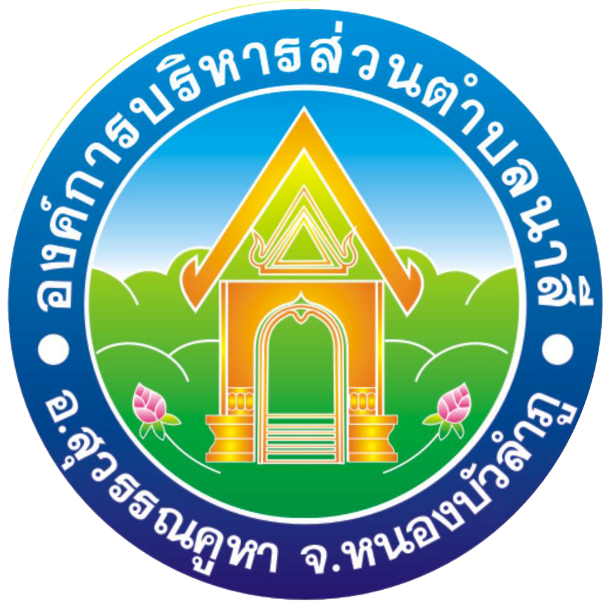 องค์การบริหารส่วนตำบลนาสี
อ.สุวรรณคูหา จ.หนองบัวลำภู